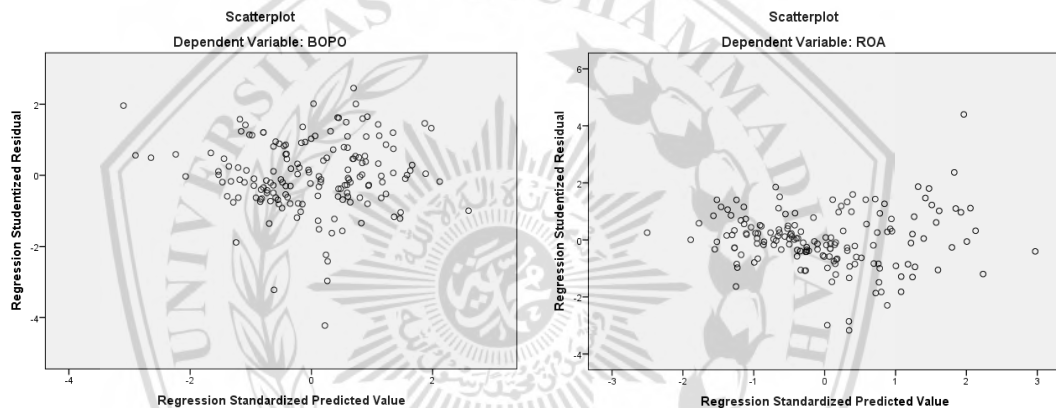 Scatterplot
Dependent Variable: BOPO
Regression Studentized Residual
2
0
-2
-4
-4
-2
0
2
Regression Standardized Predicted Value
Scatterplot
Dependent Variable: ROA
Regression Studentized Residual
6
4
2
0
-2
-4
-3
-2
-1
0
1
2
3
Regression Standardized Predicted Value
UNIVERSITAS MUHAMMADIYAH